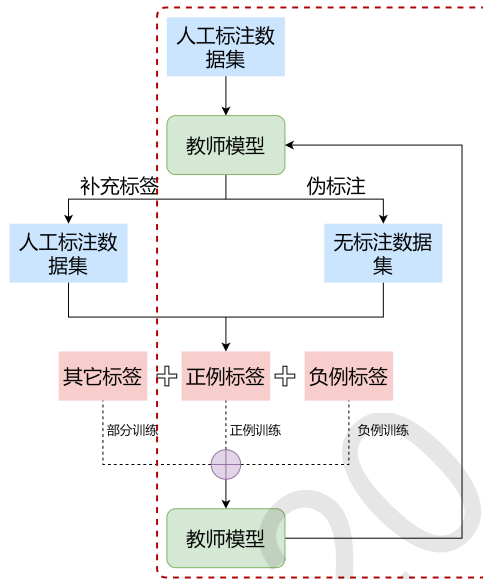 人工标注数
据集
教师模型
补充标签
伪标注
人工标注数
据集
无标注数据
集
其它标签
正例标签
负例标签
部分训练
正例训练
负例训练
教师模型
20